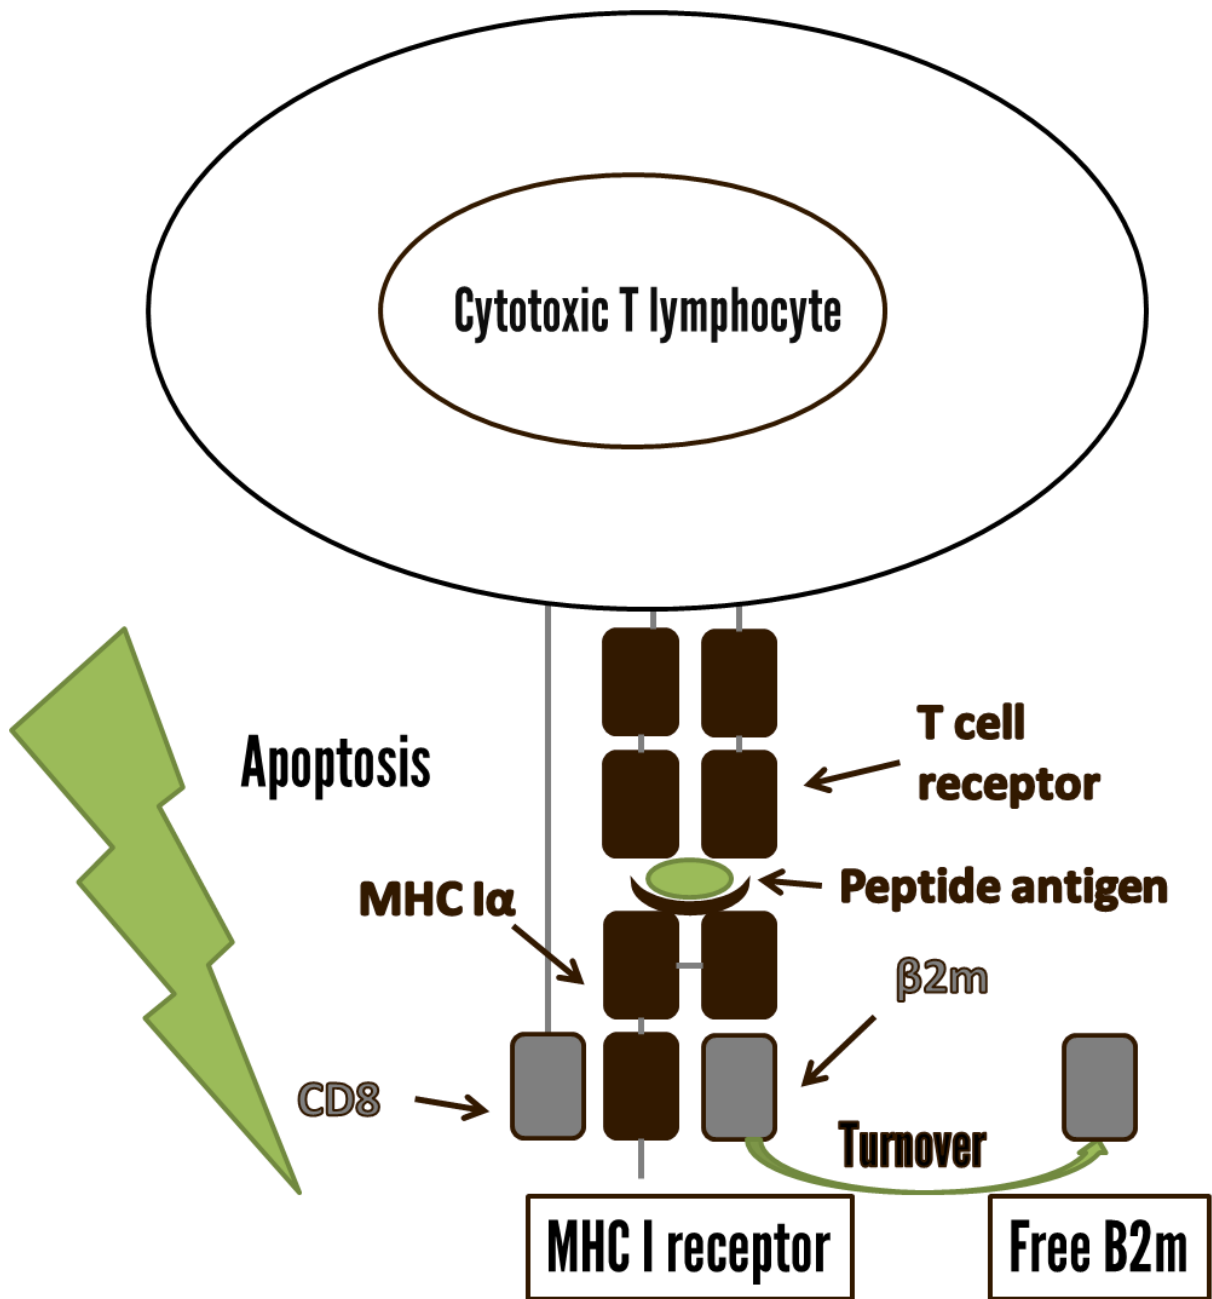 Cytotoxic T lymphocyte
Apoptosis
T cell
receptor
MHC Iα
Peptide antigen
β2m
CD8
Turnover
MHC I receptor
Free B2m